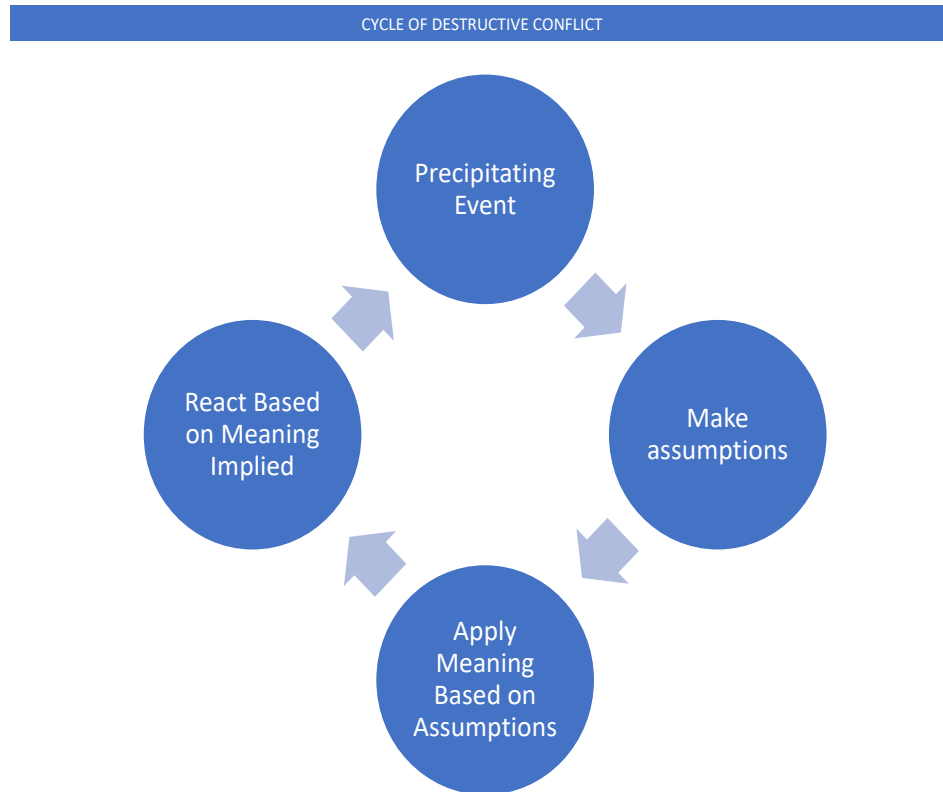 CYCLE OF DESTRUCTIVE CONFLICT
Precipitating
Event
Make
assumptions
Apply
Meaning
Based on
Assumptions
React Based
on Meaning
Implied